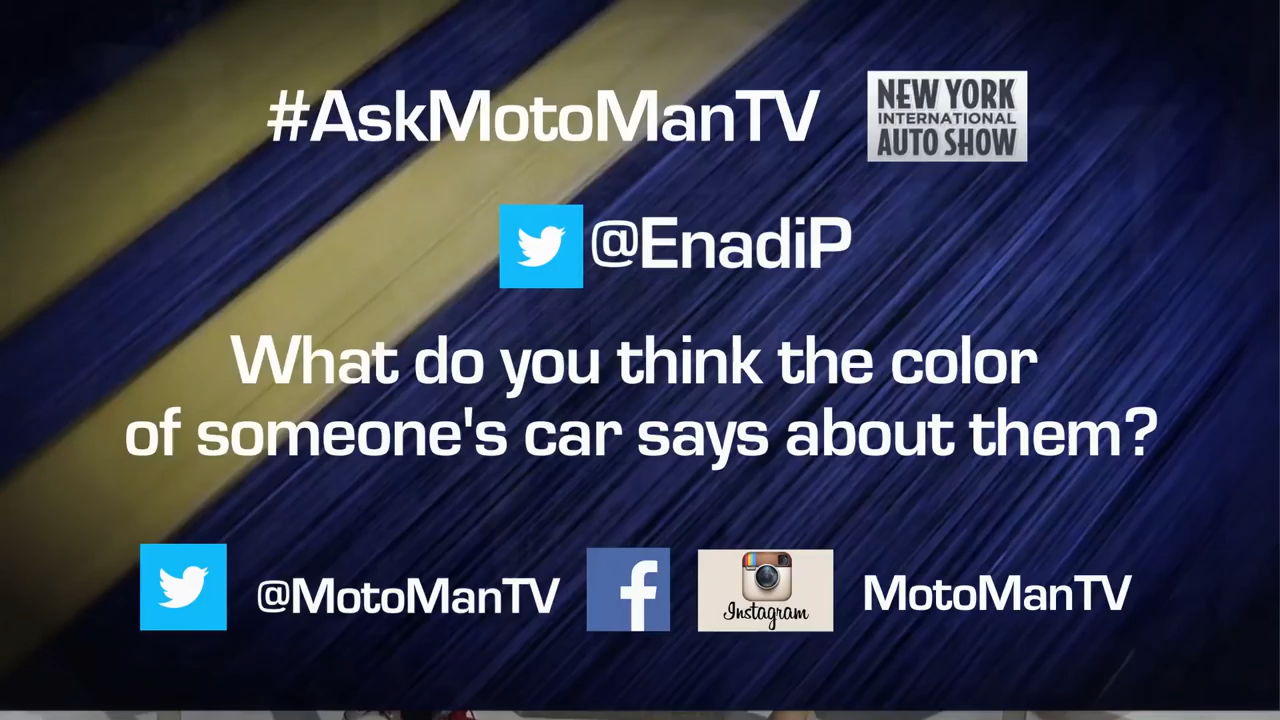 #AskMotoManTV
NEW YORK
INTERNATIONAL
AUTO SHOW
@EnadiP
What do you think the color
of someone's car says about them?
@MotoManTV
f
Instagram
MotoManTV